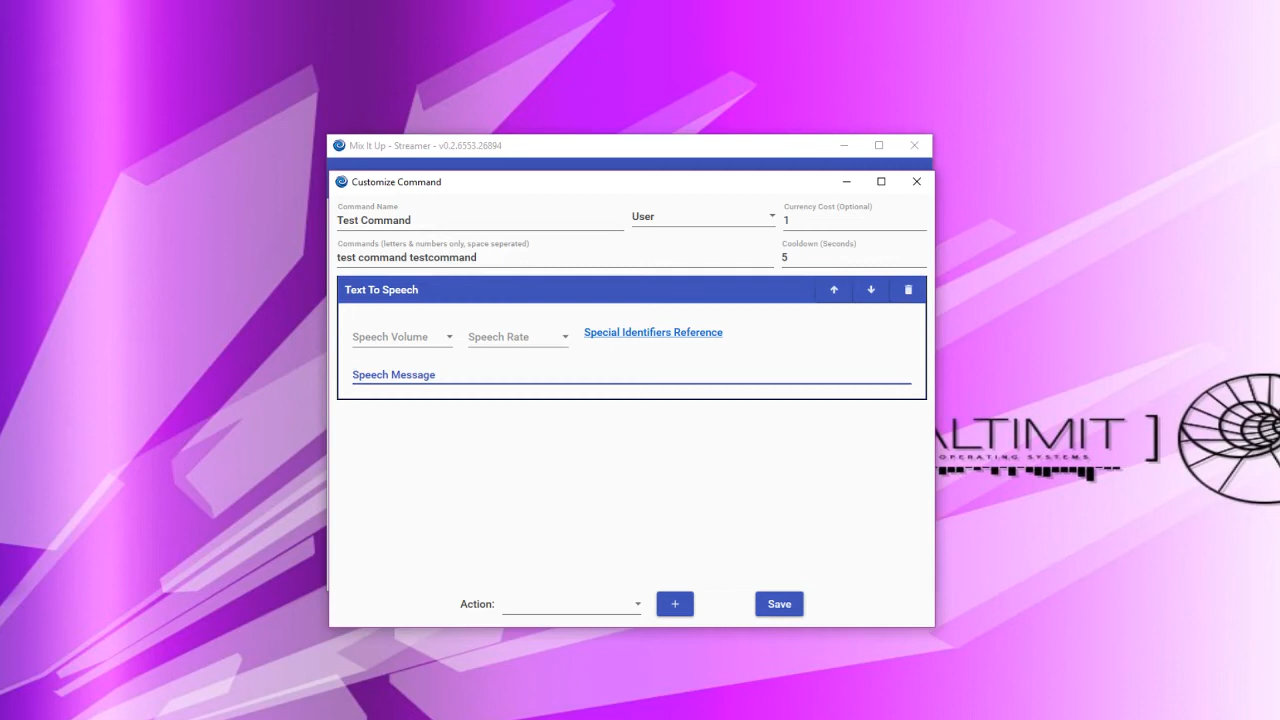 Mix It Up - Streamer - v0.2.6553.26894
Customize Command
Command Name
Test Command
User
Currency Cost (Optional)
1
Commands (letters & numbers only, space seperated)
test command testcommand
Cooldown (Seconds)
5
Text To Speech
Speech Volume
Speech Rate
Special Identifiers Reference
Speech Message
ALTIMIT ]
OPERATING SYSTEMS
Action:
+
Save